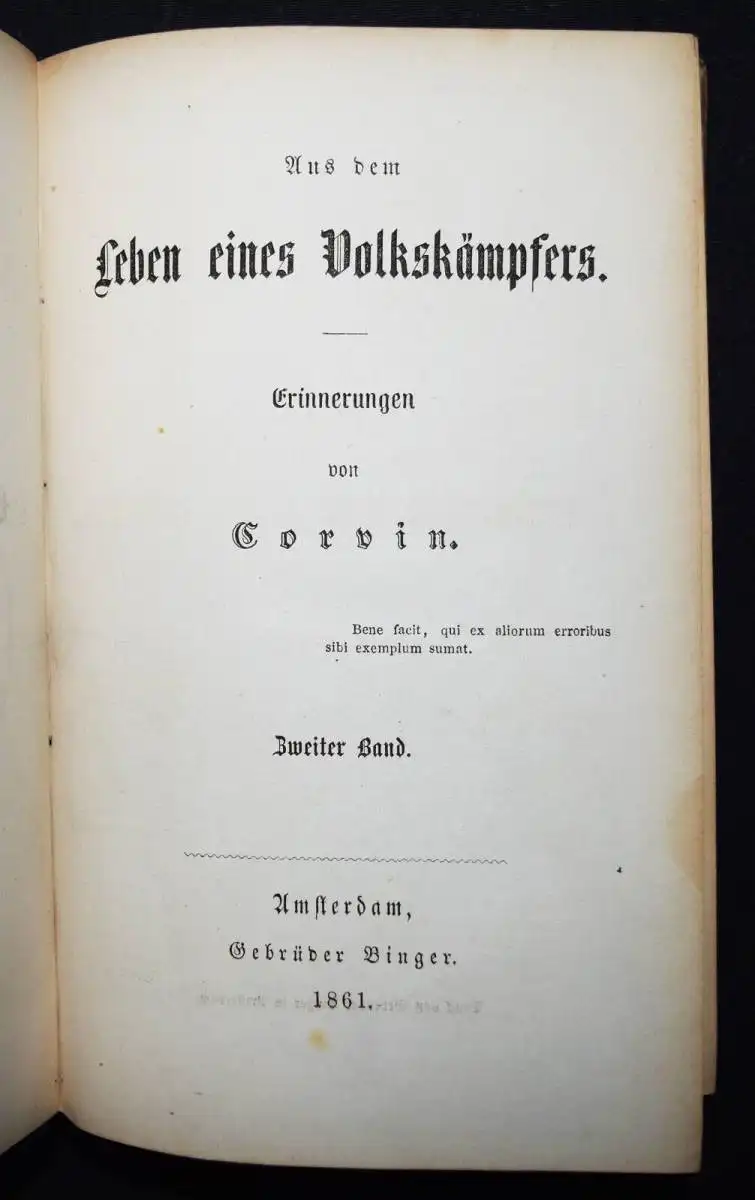 Aus dem
Leben eines Volkskämpfers.
Erinnerungen
von
Corvin.
Bene facit, qui ex aliorum erroribus
sibi exemplum sumat.
Zweiter Band.
Amsterdam,
Gebrüder Binger.
1861.